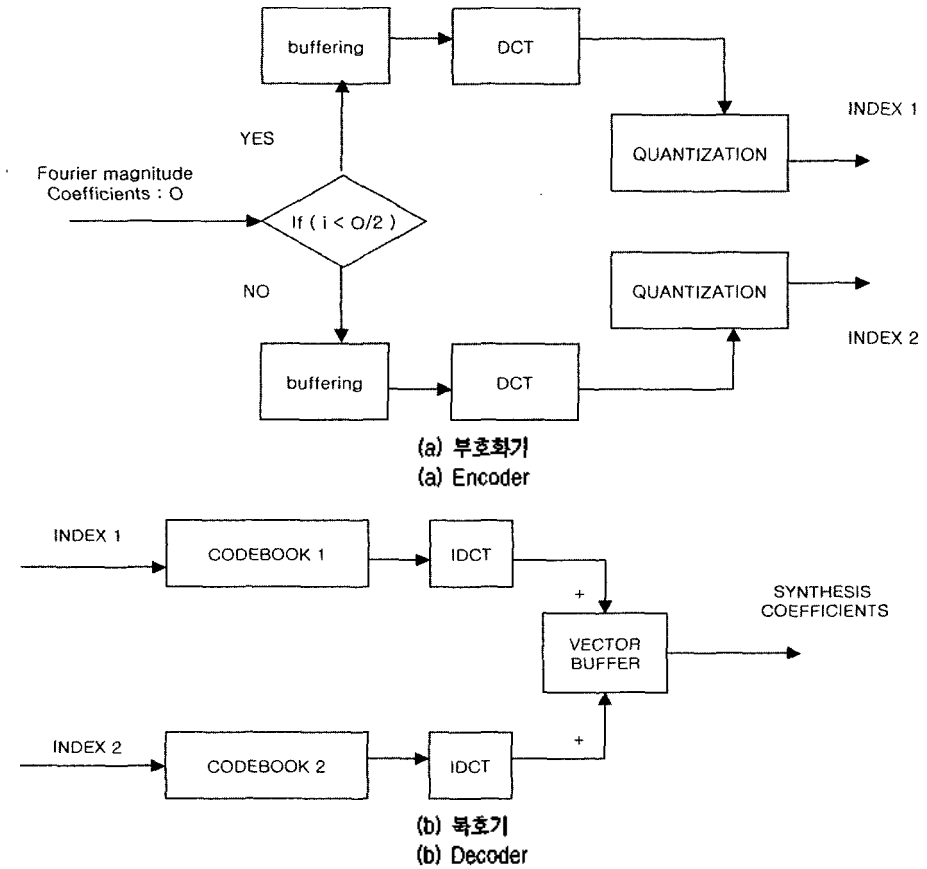 buffering
DCT
INDEX 1
YES
QUANTIZATION
Fourier magnitude
Coefficients : O
If ( i < O/2 )
NO
QUANTIZATION
INDEX 2
buffering
DCT
(a) 부호화기
(a) Encoder
INDEX 1
CODEBOOK 1
IDCT
+
SYNTHESIS
COEFFICIENTS
VECTOR
BUFFER
+
INDEX 2
CODEBOOK 2
IDCT
(b) 복호기
(b) Decoder